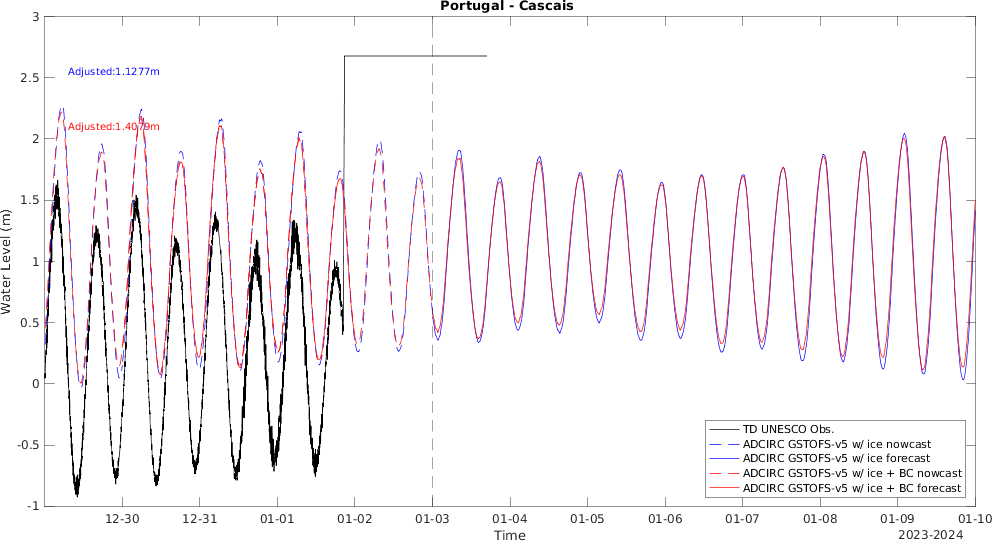 Portugal - Cascais
3
2.5
2
1.5
1
0.5
0
-0.5
-1
Water Level (m)
Adjusted:1.1277m
Adjusted:1.4079m
TD UNESCO Obs.
ADCIRC GSTOFS-v5 w/ ice nowcast
ADCIRC GSTOFS-v5 w/ ice forecast
ADCIRC GSTOFS-v5 w/ ice + BC nowcast
ADCIRC GSTOFS-v5 w/ ice + BC forecast
12-30 12-31 01-01 01-02 01-03 01-04 01-05 01-06 01-07 01-08 01-09 01-10
Time
2023-2024